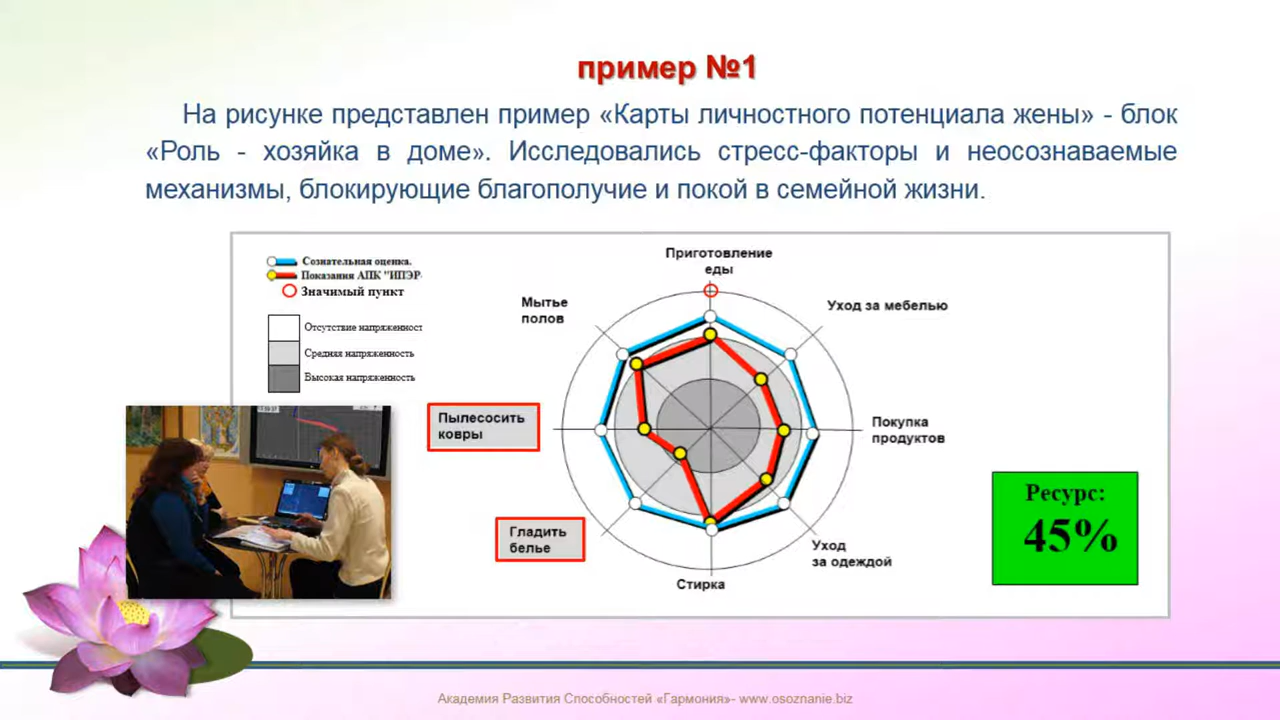 пример №1
На рисунке представлен пример «Карты личностного потенциала жены» - блок
«Роль - хозяйка в доме». Исследовались стресс-факторы и неосознаваемые
механизмы, блокирующие благополучие и покой в семейной жизни.
Сознательная оценка.
Показания АПК "ИПЭР
Значимый пункт
Отсутствие напряженност
Средняя напряженность
Высокая напряженность
Приготовление
еды
Мытье
полов
Уход за мебелью
Пылесосить
ковры
Покупка
продуктов
Гладить
белье
Уход
за одеждой
Стирка
Ресурс:
45%
Академия Развития Способностей «Гармония»- www.osoznanie.biz